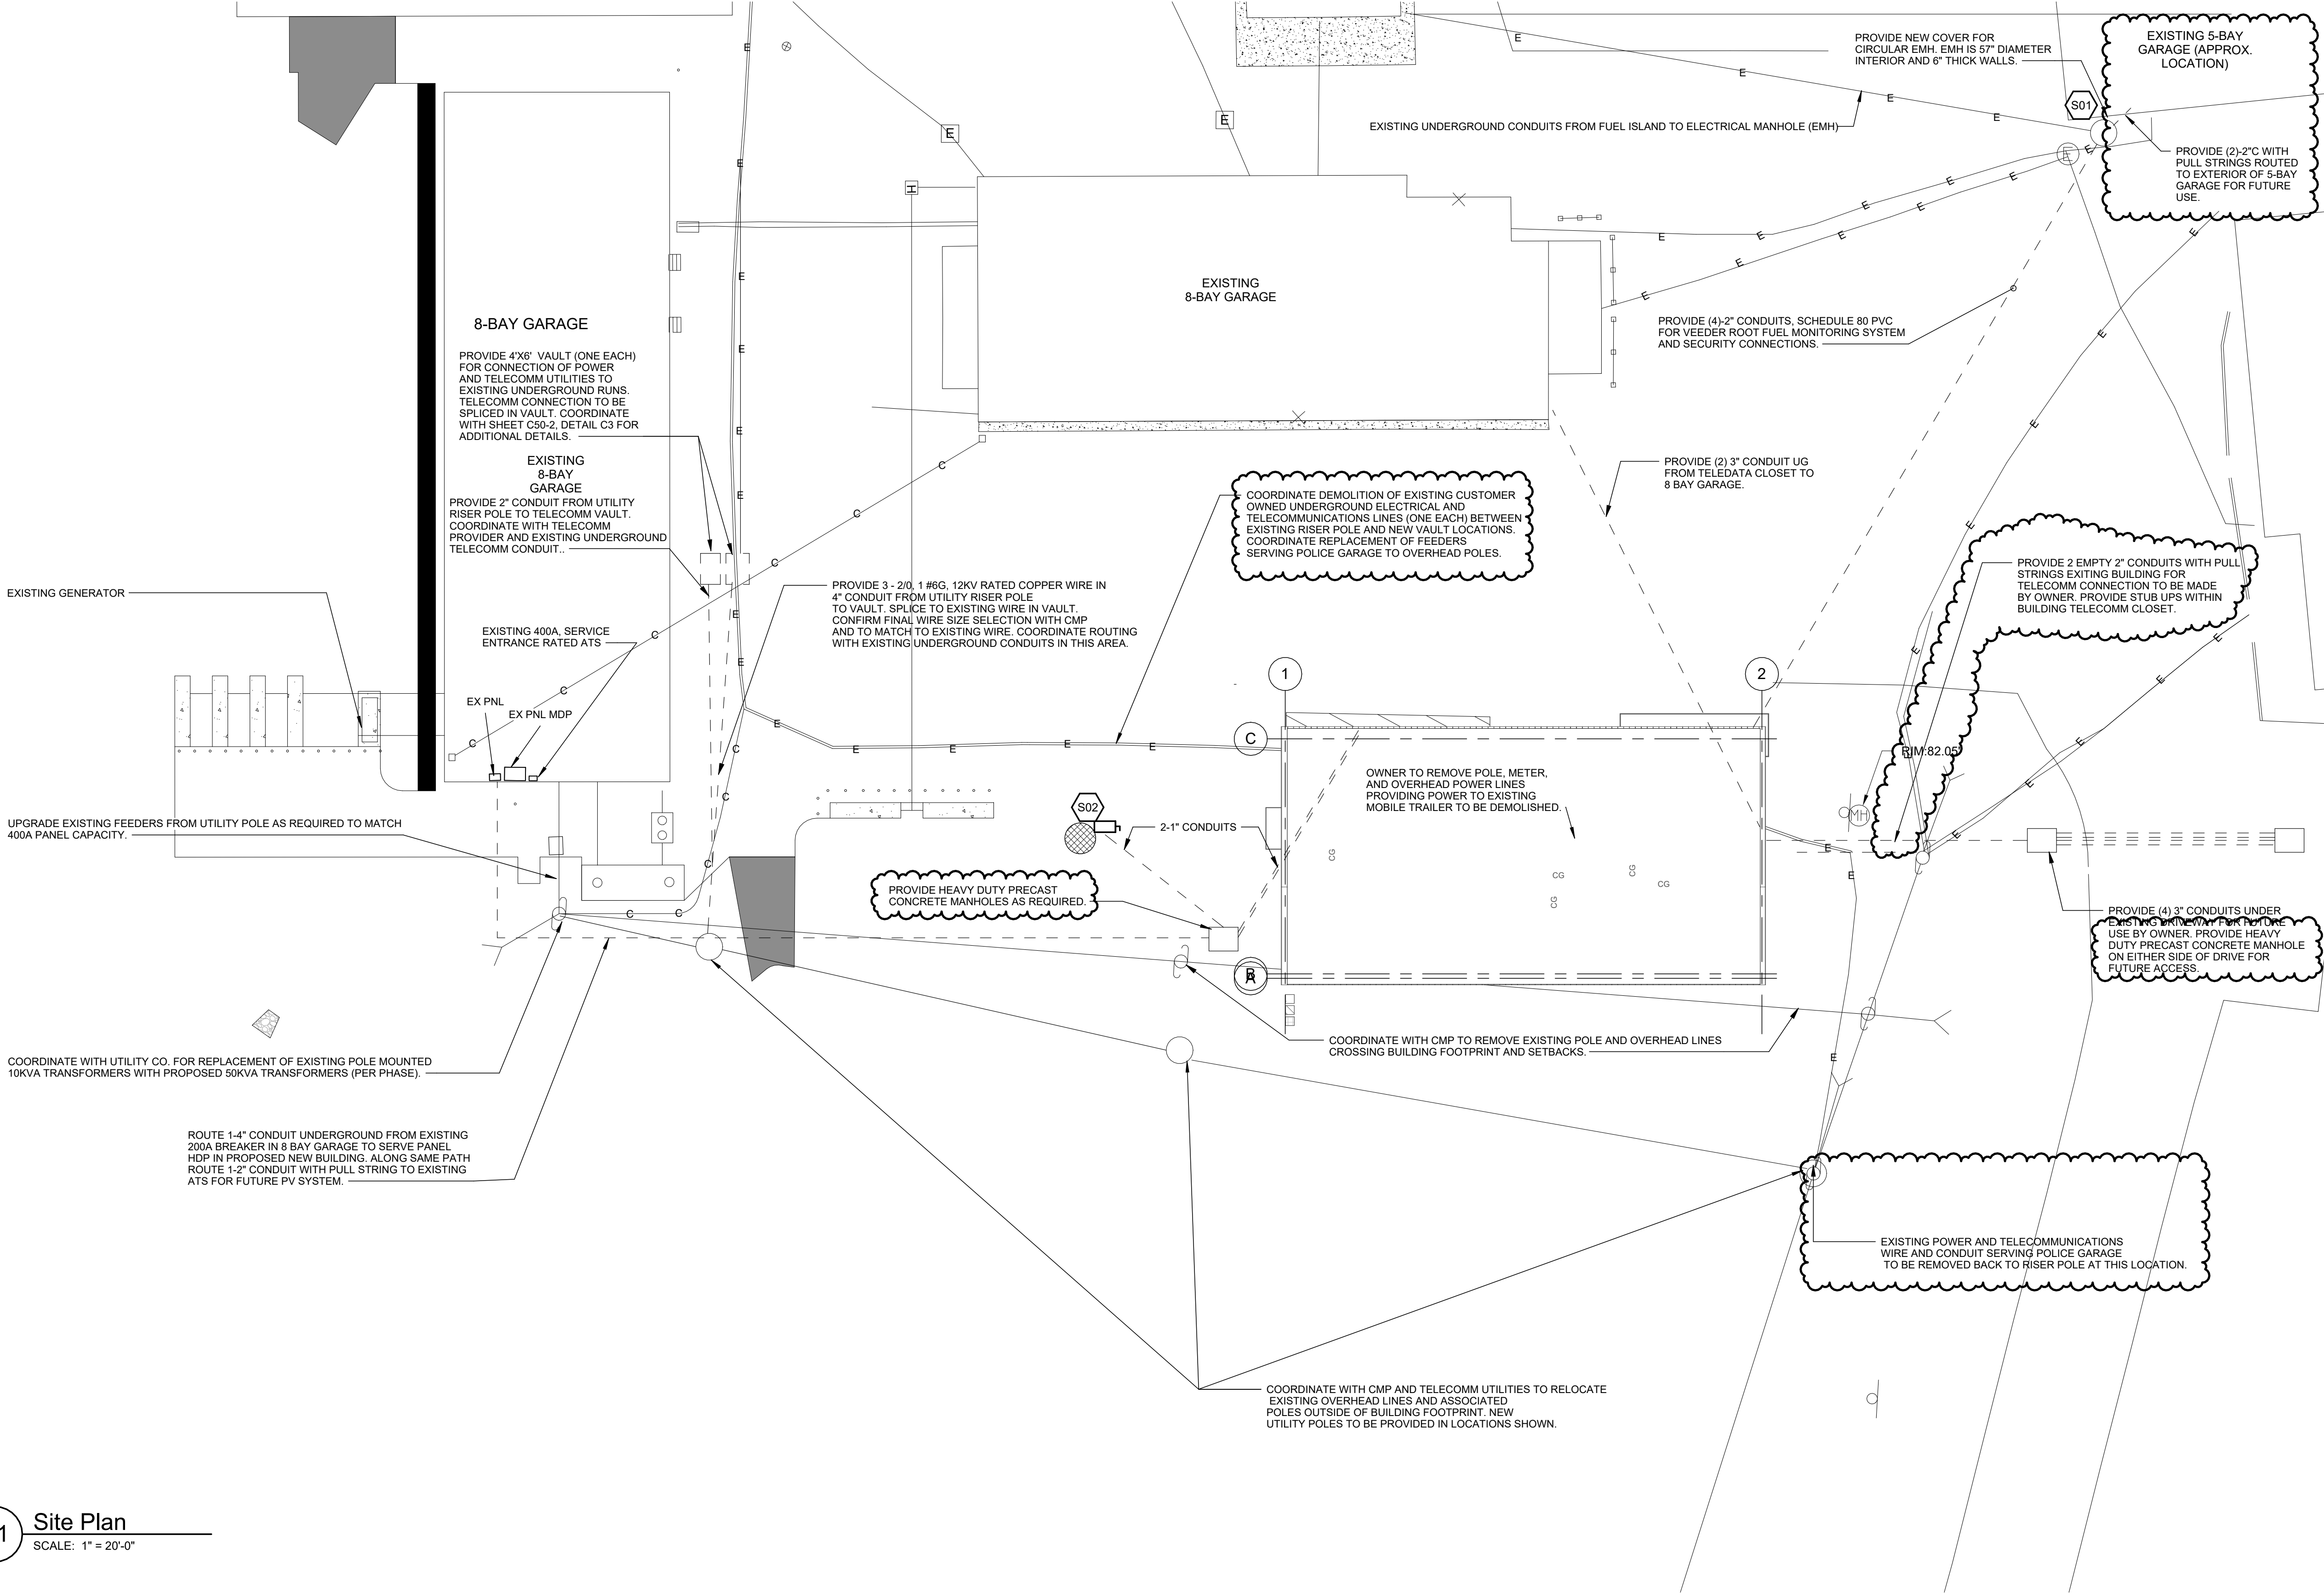 PROVIDE NEW COVER FOR
CIRCULAR EMH. EMH IS 57" DIAMETER
INTERIOR AND 6" THICK WALLS.
EXISTING 5-BAY
GARAGE (APPROX.
LOCATION)
S01
EXISTING UNDERGROUND CONDUITS FROM FUEL ISLAND TO ELECTRICAL MANHOLE (EMH)
PROVIDE (2)-2"C WITH
PULL STRINGS ROUTED
TO EXTERIOR OF 5-BAY
GARAGE FOR FUTURE
USE.
E
E
H
EXISTING
8-BAY GARAGE
8-BAY GARAGE
PROVIDE 4'X6' VAULT (ONE EACH)
FOR CONNECTION OF POWER
AND TELECOMM UTILITIES TO
EXISTING UNDERGROUND RUNS.
TELECOMM CONNECTION TO BE
SPLICED IN VAULT. COORDINATE
WITH SHEET C50-2, DETAIL C3 FOR
ADDITIONAL DETAILS.
PROVIDE (4)-2" CONDUITS, SCHEDULE 80 PVC
FOR VEEDER ROOT FUEL MONITORING SYSTEM
AND SECURITY CONNECTIONS.
EXISTING
8-BAY
GARAGE
PROVIDE 2" CONDUIT FROM UTILITY
RISER POLE TO TELECOMM VAULT.
COORDINATE WITH TELECOMM
PROVIDER AND EXISTING UNDERGROUND
TELECOMM CONDUIT..
PROVIDE (2) 3" CONDUIT UG
FROM TELEDATA CLOSET TO
8 BAY GARAGE.
COORDINATE DEMOLITION OF EXISTING CUSTOMER
OWNED UNDERGROUND ELECTRICAL AND
TELECOMMUNICATIONS LINES (ONE EACH) BETWEEN
EXISTING RISER POLE AND NEW VAULT LOCATIONS.
COORDINATE REPLACEMENT OF FEEDERS
SERVING POLICE GARAGE TO OVERHEAD POLES.
PROVIDE 2 EMPTY 2" CONDUITS WITH PULL
STRINGS EXITING BUILDING FOR
TELECOMM CONNECTION TO BE MADE
BY OWNER. PROVIDE STUB UPS WITHIN
BUILDING TELECOMM CLOSET.
EXISTING GENERATOR
PROVIDE 3 - 2/0, 1 #6G, 12KV RATED COPPER WIRE IN
4" CONDUIT FROM UTILITY RISER POLE
TO VAULT. SPLICE TO EXISTING WIRE IN VAULT.
CONFIRM FINAL WIRE SIZE SELECTION WITH CMP
AND TO MATCH TO EXISTING WIRE. COORDINATE ROUTING
WITH EXISTING UNDERGROUND CONDUITS IN THIS AREA.
EXISTING 400A, SERVICE
ENTRANCE RATED ATS
1
2
EX PNL
EX PNL MDP
C
RIM:82.05'
OWNER TO REMOVE POLE, METER,
AND OVERHEAD POWER LINES
PROVIDING POWER TO EXISTING
MOBILE TRAILER TO BE DEMOLISHED.
S02
2-1" CONDUITS
MH
UPGRADE EXISTING FEEDERS FROM UTILITY POLE AS REQUIRED TO MATCH
400A PANEL CAPACITY.
CG
CG
CG
CG
CG
PROVIDE HEAVY DUTY PRECAST
CONCRETE MANHOLES AS REQUIRED.
PROVIDE (4) 3" CONDUITS UNDER
EXISTING DRIVEWAY FOR FUTURE
USE BY OWNER. PROVIDE HEAVY
DUTY PRECAST CONCRETE MANHOLE
ON EITHER SIDE OF DRIVE FOR
FUTURE ACCESS.
B
A
COORDINATE WITH CMP TO REMOVE EXISTING POLE AND OVERHEAD LINES
CROSSING BUILDING FOOTPRINT AND SETBACKS.
COORDINATE WITH UTILITY CO. FOR REPLACEMENT OF EXISTING POLE MOUNTED
10KVA TRANSFORMERS WITH PROPOSED 50KVA TRANSFORMERS (PER PHASE).
ROUTE 1-4" CONDUIT UNDERGROUND FROM EXISTING
200A BREAKER IN 8 BAY GARAGE TO SERVE PANEL
HDP IN PROPOSED NEW BUILDING. ALONG SAME PATH
ROUTE 1-2" CONDUIT WITH PULL STRING TO EXISTING
ATS FOR FUTURE PV SYSTEM.
EXISTING POWER AND TELECOMMUNICATIONS
WIRE AND CONDUIT SERVING POLICE GARAGE
TO BE REMOVED BACK TO RISER POLE AT THIS LOCATION.
COORDINATE WITH CMP AND TELECOMM UTILITIES TO RELOCATE
EXISTING OVERHEAD LINES AND ASSOCIATED
POLES OUTSIDE OF BUILDING FOOTPRINT. NEW
UTILITY POLES TO BE PROVIDED IN LOCATIONS SHOWN.
1
Site Plan
SCALE: 1" = 20'-0"